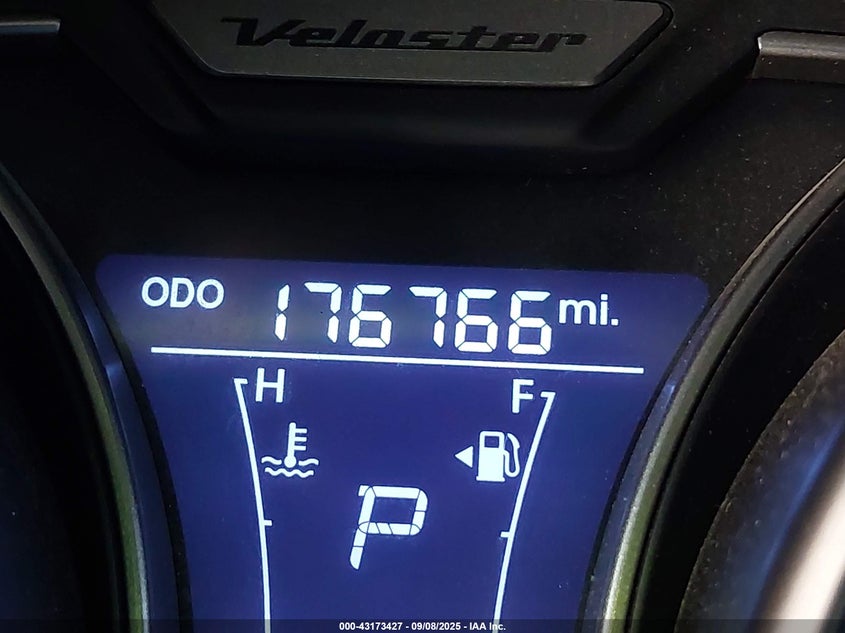 Veloster
ODO 176766 mi.
H F
P
000-43173427 - 09/08/2025 - IAA Inc.